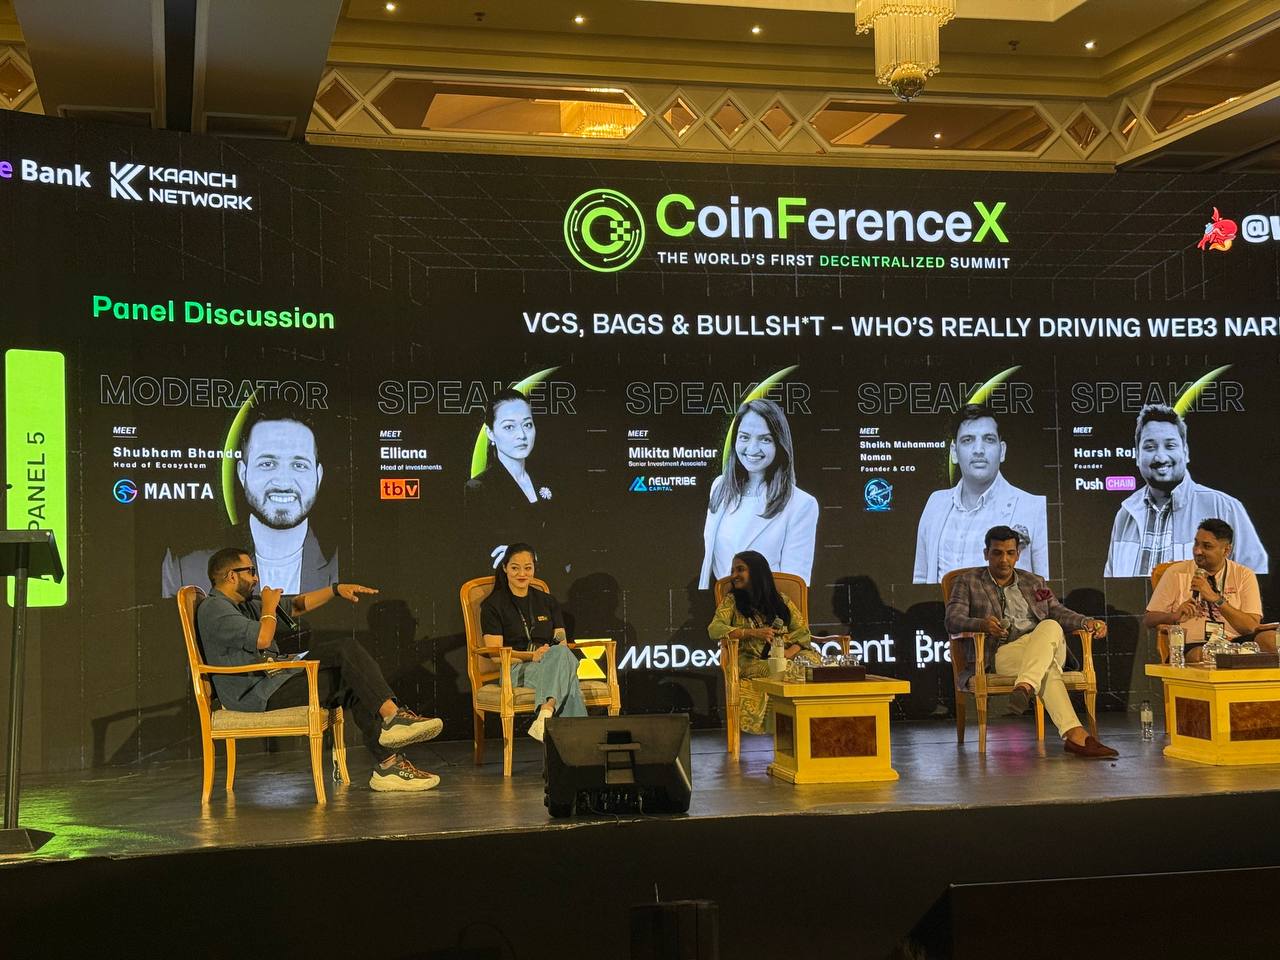 e Bank
KAANCH
NETWORK
CoinFerenceX
THE WORLD'S FIRST DECENTRALIZED SUMMIT
Panel Discussion
VCS, BAGS & BULLSH*T – WHO'S REALLY DRIVING WEB3 NAR
PANEL 5
MODERATOR
MEET
Shubham Bhanda
Head of Ecosystem
MANTA
SPEAKER
MEET
Elliana
Head of Investments
tbv
SPEAKER
MEET
Mikita Maniar
Senior Investment Associate
NEWTRIBE
CAPITAL
SPEAKER
MEET
Sheikh Muhammad
Noman
Founder & CEO
SPEAKER
MEET
Harsh Raj
Founder
Push CHAIN
M5Dex
cent
Bra